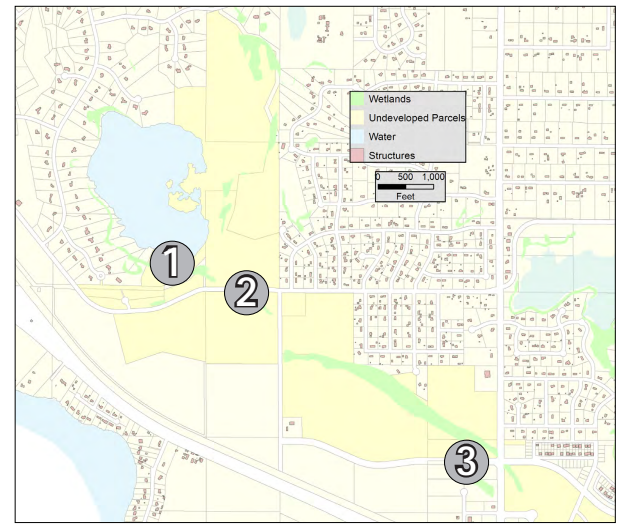 Wetlands
Undeveloped Parcels
Water
Structures
0 500 1,000
Feet
1
2
3